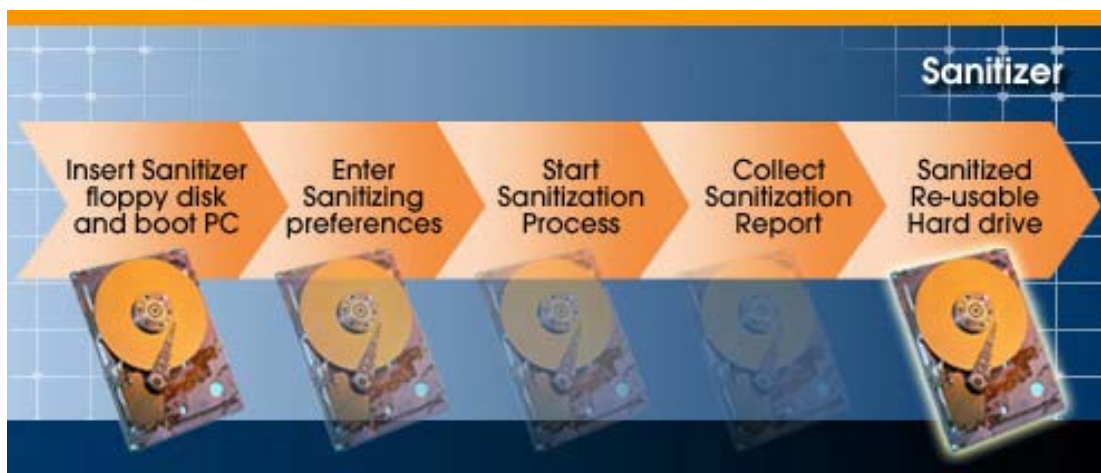 Sanitizer
Insert Sanitizer
floppy disk
and boot PC
Enter
Sanitizing
preferences
Start
Sanitization
Process
Collect
Sanitization
Report
Sanitized
Re-usable
Hard drive